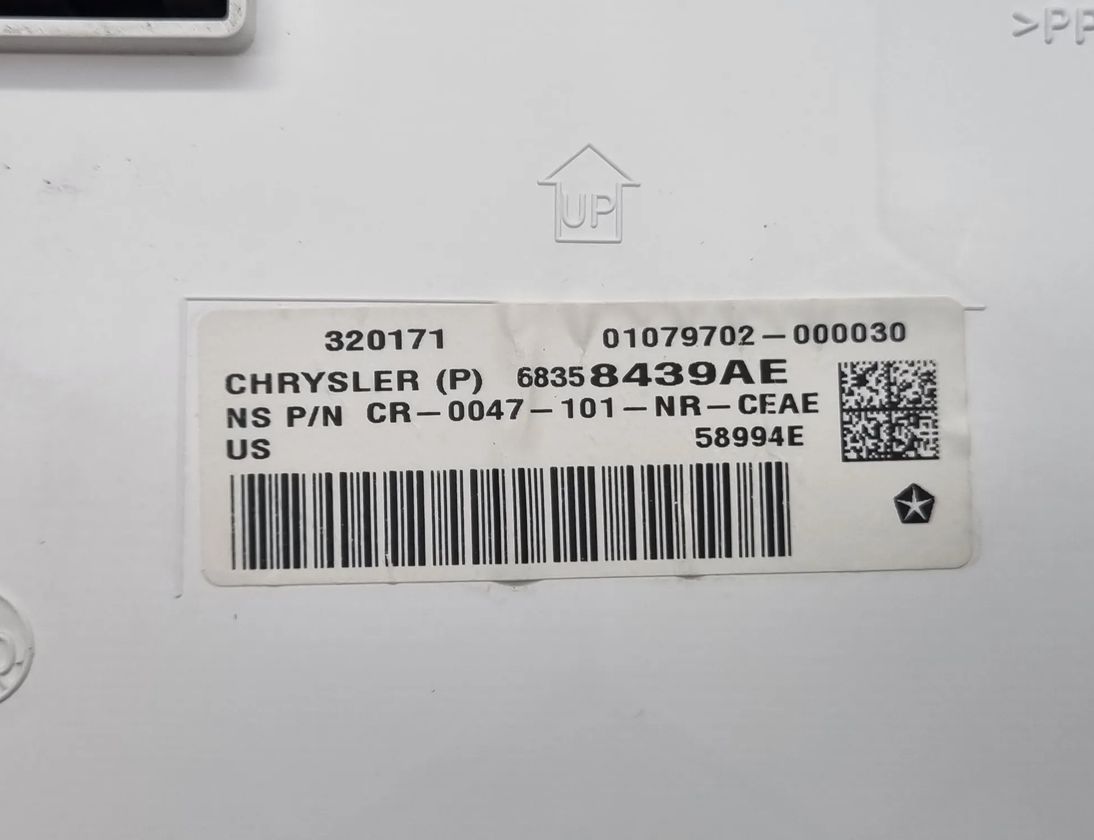 >PP
UP
320171 01079702-000030
CHRYSLER (P) 68358439AE
NS P/N CR-0047-101-NR-CEAE
US 58994E